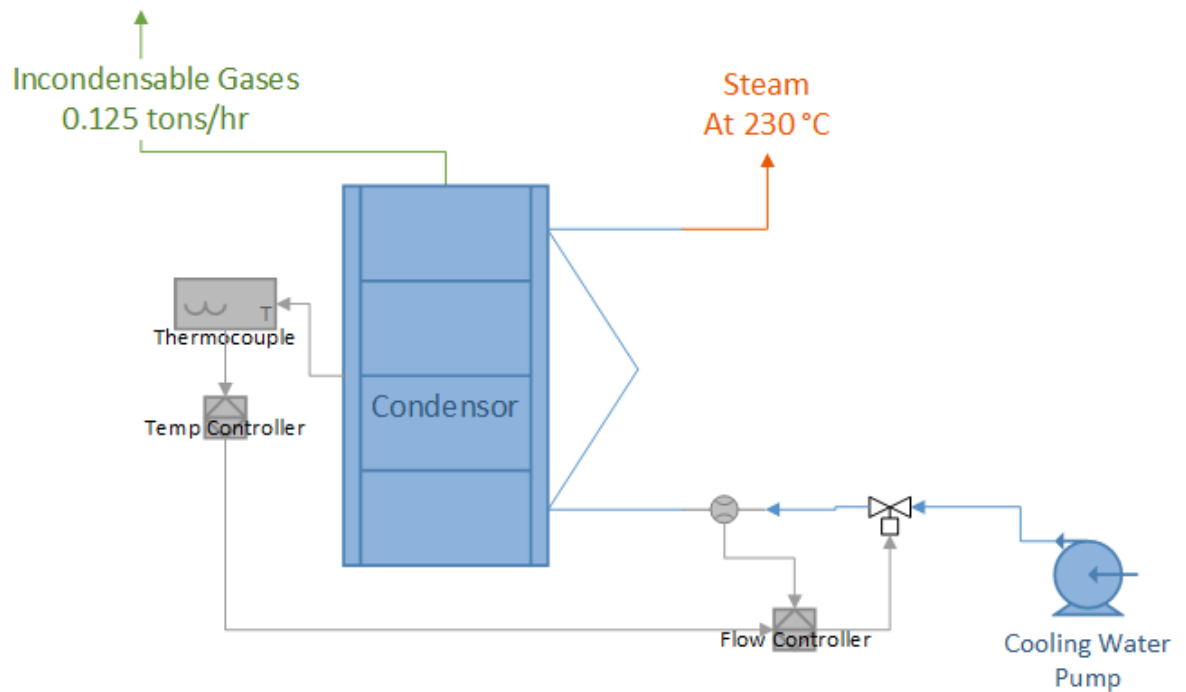 Incondensable Gases
0.125 tons/hr
Steam
At 230 °C
T
Thermocouple
Condensor
Temp Controller
Flow Controller
Cooling Water
Pump